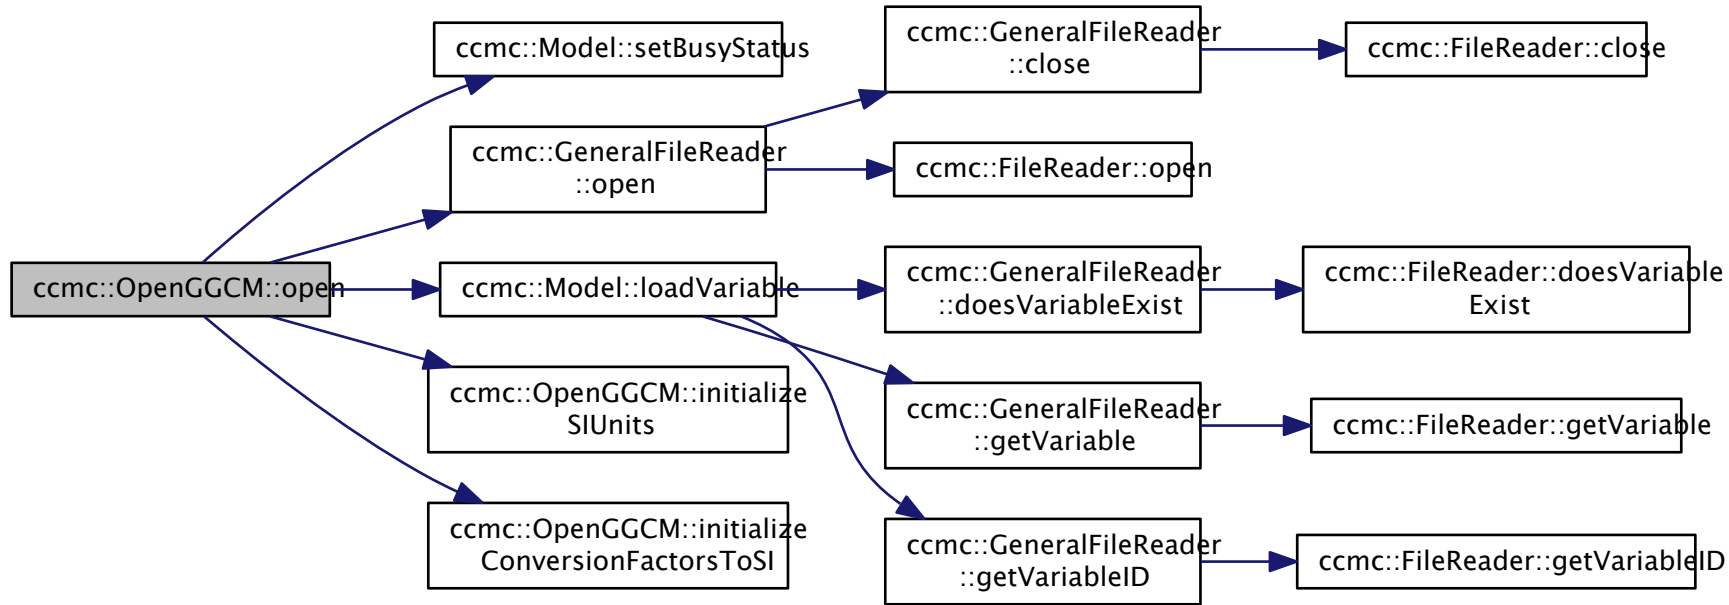 ccmc::OpenGGCM::open
ccmc::Model::setBusyStatus
ccmc::GeneralFileReader
::open
ccmc::Model::loadVariable
ccmc::OpenGGCM::initialize
SIUnits
ccmc::OpenGGCM::initialize
ConversionFactorsToSI
ccmc::GeneralFileReader
::close
ccmc::FileReader::open
ccmc::GeneralFileReader
::doesVariableExist
ccmc::GeneralFileReader
::getVariable
ccmc::GeneralFileReader
::getVariableID
ccmc::FileReader::close
ccmc::FileReader::doesVariable
Exist
ccmc::FileReader::getVariable
ccmc::FileReader::getVariableID